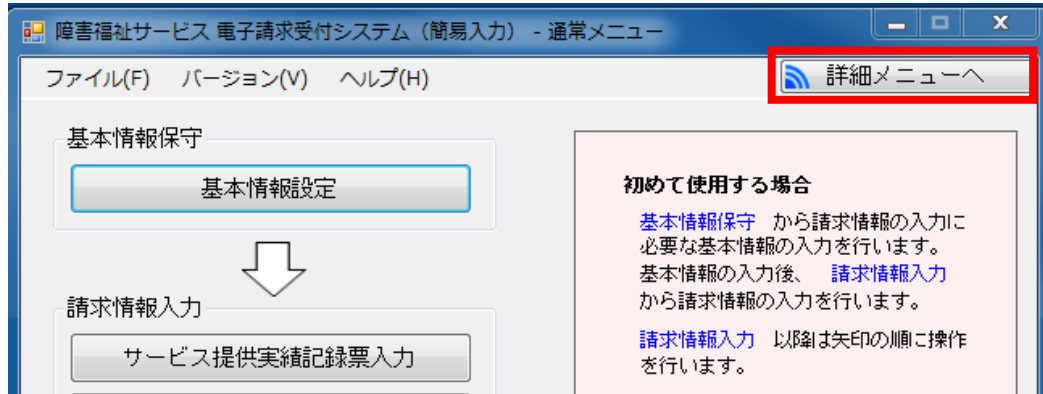 障害福祉サービス 電子請求受付システム（簡易入力） - 通常メニュー
ファイル(F) バージョン(V) ヘルプ(H)
詳細メニューへ
基本情報保守
基本情報設定
請求情報入力
サービス提供実績記録票入力
初めて使用する場合
基本情報保守 から請求情報の入力に
必要な基本情報の入力を行います。
基本情報の入力後、 請求情報入力
から請求情報の入力を行います。
請求情報入力 以降は矢印の順に操作
を行います。